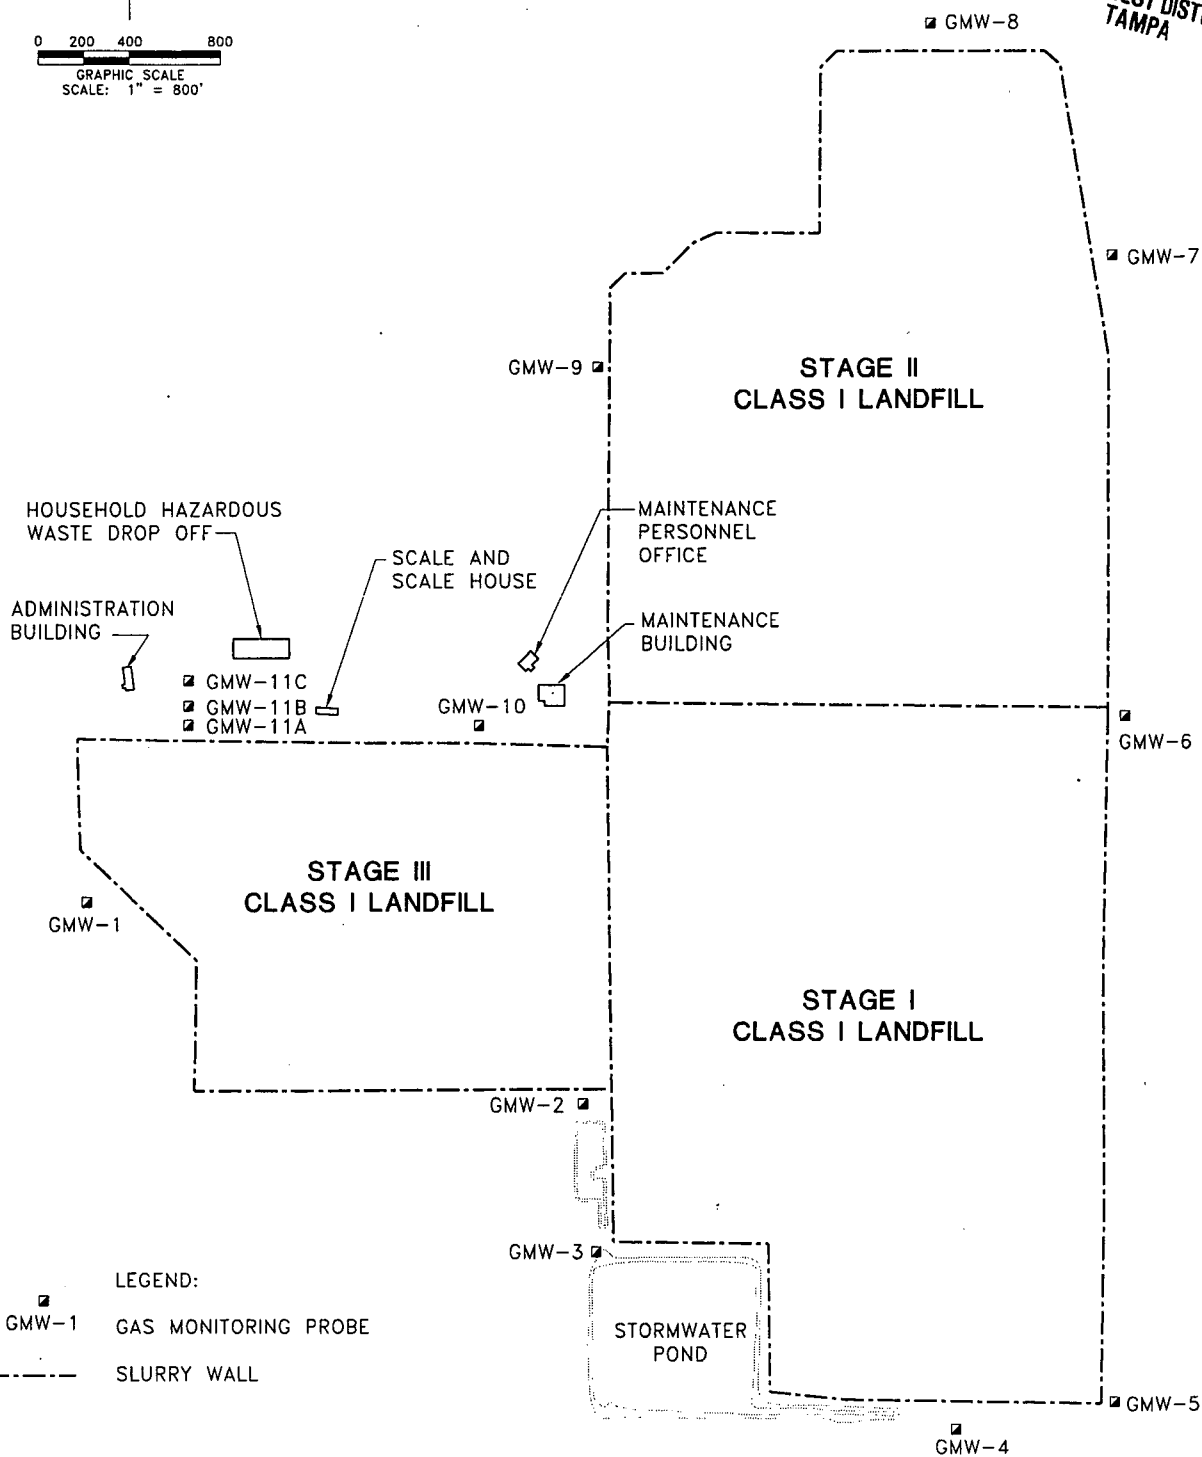 TAMPA
0 200 400 800
GRAPHIC SCALE
SCALE: 1" = 800'
GMW-8
GMW-7
GMW-9
STAGE II
CLASS I LANDFILL
HOUSEHOLD HAZARDOUS
WASTE DROP OFF
MAINTENANCE
PERSONNEL
OFFICE
SCALE AND
SCALE HOUSE
ADMINISTRATION
BUILDING
MAINTENANCE
BUILDING
GMW-11C
GMW-11B
GMW-11A
GMW-10
GMW-6
STAGE III
CLASS I LANDFILL
GMW-1
STAGE I
CLASS I LANDFILL
GMW-2
GMW-3
STORMWATER
POND
GMW-5
GMW-4
LEGEND:
GMW-1 GAS MONITORING PROBE
SLURRY WALL